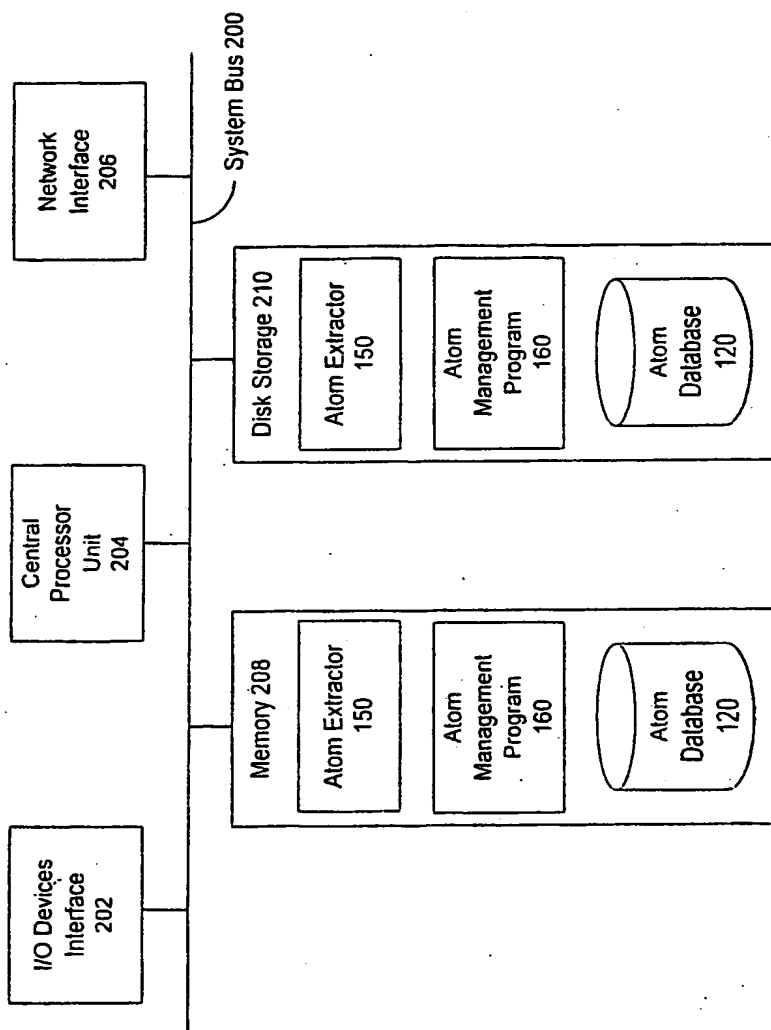 I/O Devices
Interface
202
Central
Processor
Unit
204
Network
Interface
206
System Bus 200
Memory 208
Atom Extractor
150
Atom
Management
Program
160
Atom
Database
120
Disk Storage 210
Atom Extractor
150
Atom
Management
Program
160
Atom
Database
120